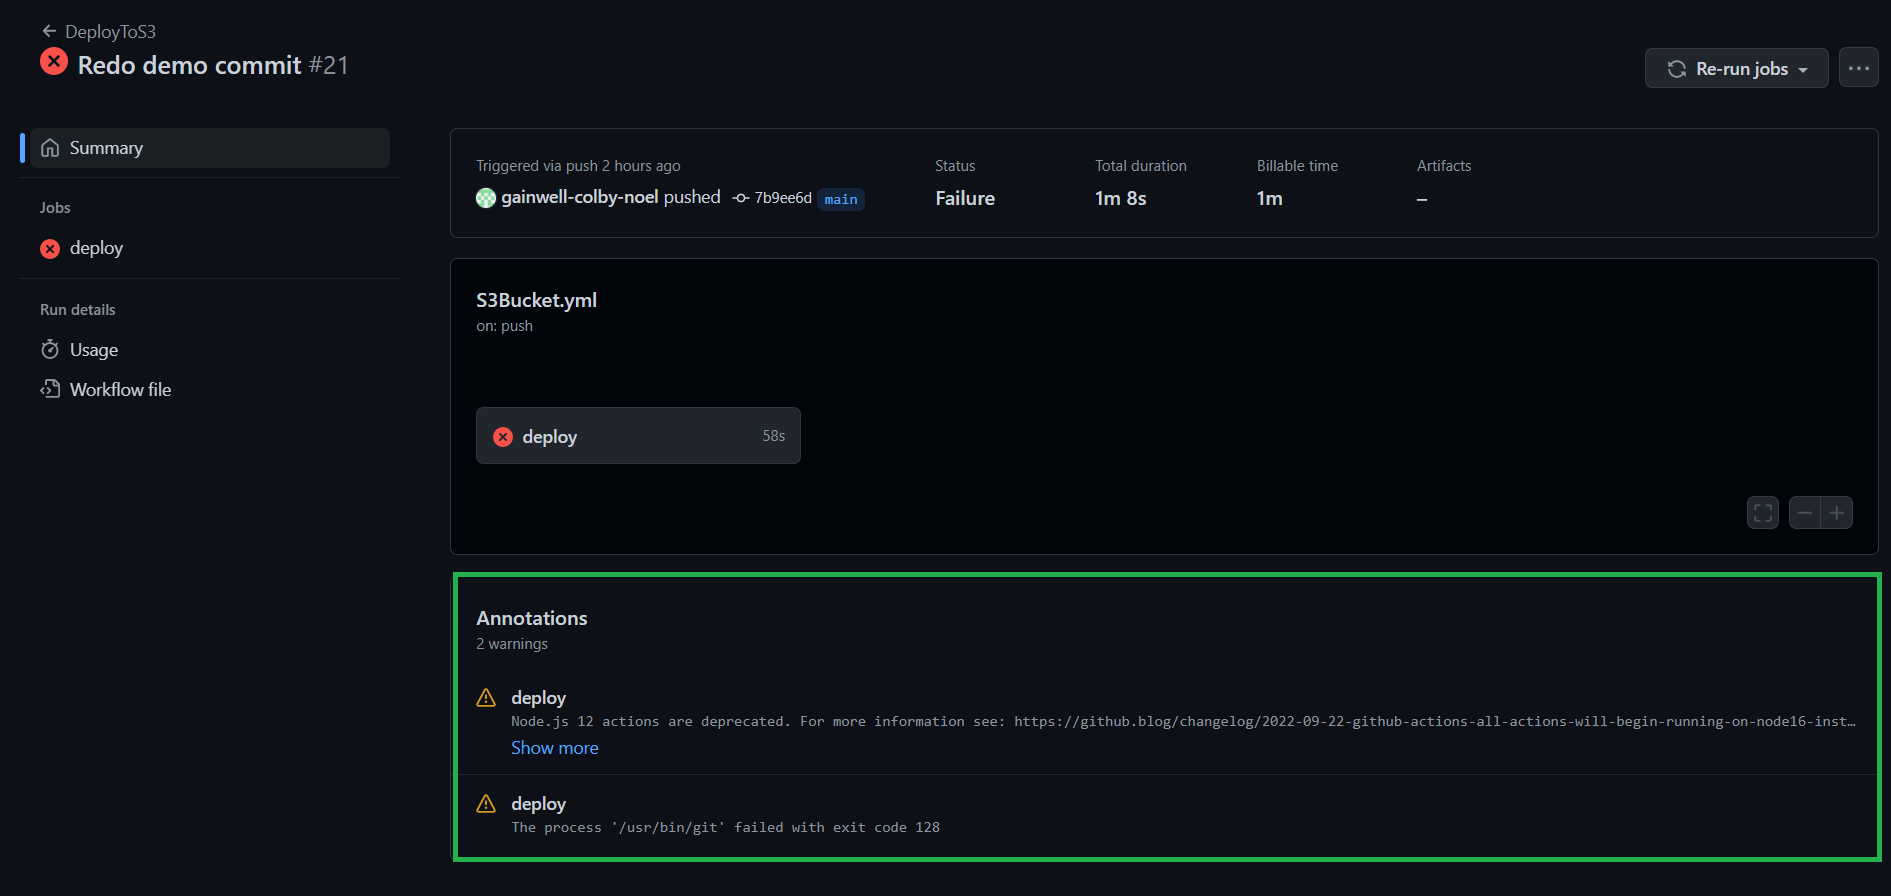 DeployToS3
Redo demo commit #21
Re-run jobs
Summary
Jobs
deploy
Run details
Usage
Workflow file
Triggered via push 2 hours ago
gainwell-colby-noel pushed 7b9ee6d main
Status
Failure
Total duration
1m 8s
Billable time
1m
Artifacts
–
S3Bucket.yml
on: push
deploy 58s
Annotations
2 warnings
deploy
Node.js 12 actions are deprecated. For more information see: https://github.blog/changelog/2022-09-22-github-actions-all-actions-will-begin-running-on-node16-inst…
Show more
deploy
The process '/usr/bin/git' failed with exit code 128